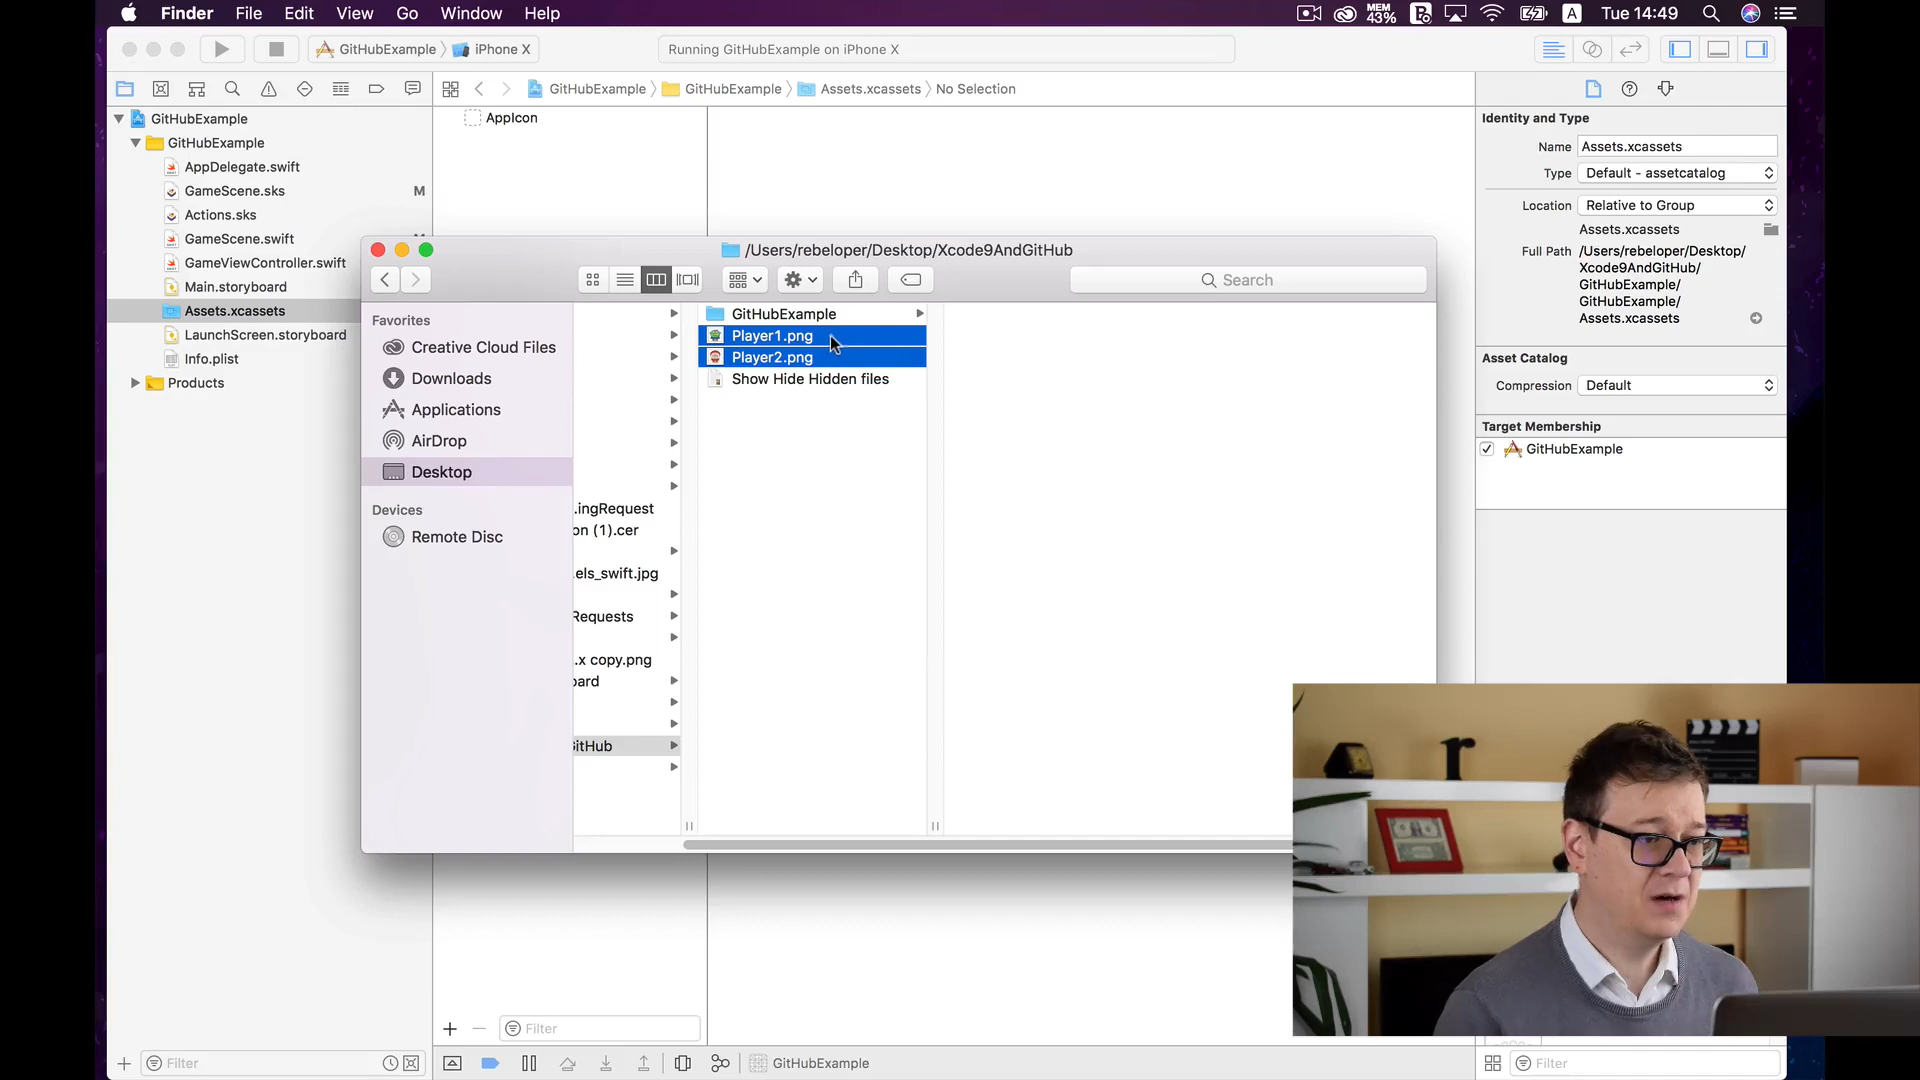 Finder File Edit View Go Window Help
MEM 43% A Tue 14:49
GitHubExample iPhone X
Running GitHubExample on iPhone X
GitHubExample GitHubExample Assets.xcassets No Selection
GitHubExample
GitHubExample
AppDelegate.swift
GameScene.sks M
Actions.sks
GameScene.swift
GameViewController.swift
Main.storyboard
Assets.xcassets
LaunchScreen.storyboard
Info.plist
Products
AppIcon
/Users/rebeloper/Desktop/Xcode9AndGitHub
Search
Favorites
Creative Cloud Files
Downloads
Applications
AirDrop
Desktop
Devices
Remote Disc
.ingRequest
on (1).cer
.els_swift.jpg
Requests
.x copy.png
oard
GitHub
GitHubExample
Player1.png
Player2.png
Show Hide Hidden files
Identity and Type
Name Assets.xcassets
Type Default - assetcatalog
Location Relative to Group
Assets.xcassets
Full Path /Users/rebeloper/Desktop/
Xcode9AndGitHub/
GitHubExample/
GitHubExample/
Assets.xcassets
Asset Catalog
Compression Default
Target Membership
GitHubExample
Filter
Filter
GitHubExample
Filter